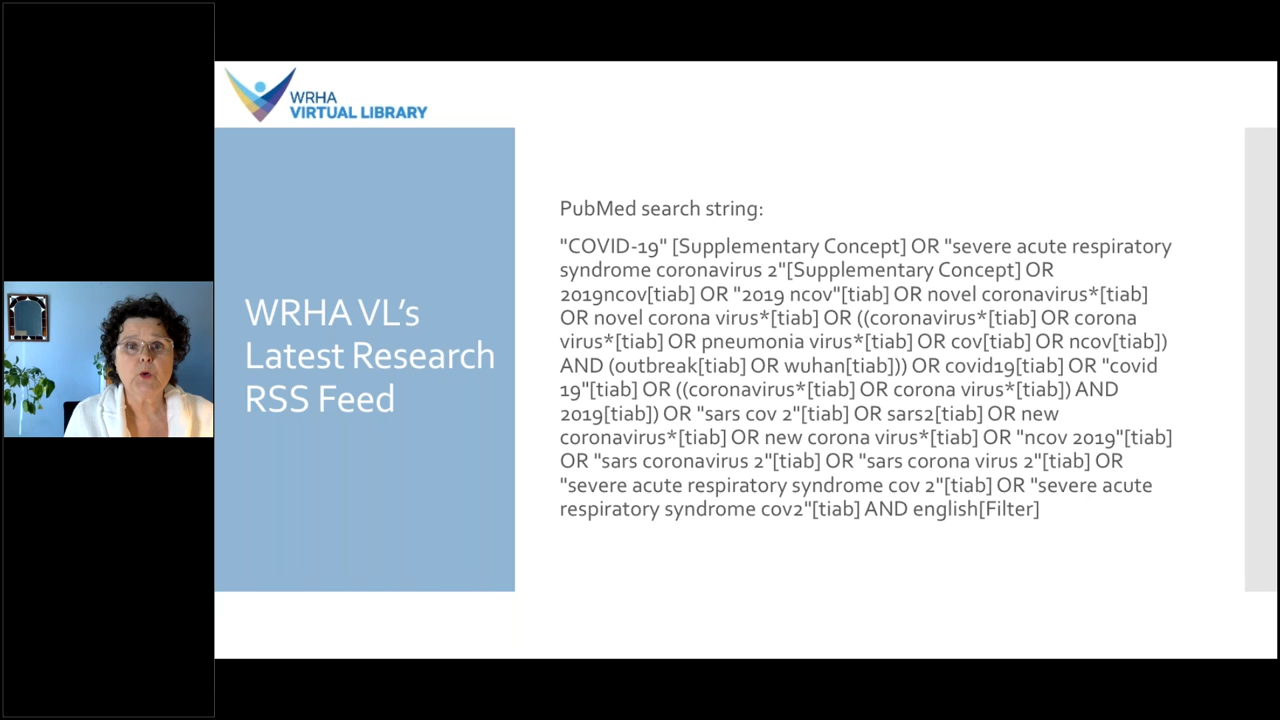 WRHA
VIRTUAL LIBRARY
WRHA VL's
Latest Research
RSS Feed
PubMed search string:
"COVID-19" [Supplementary Concept] OR "severe acute respiratory
syndrome coronavirus 2"[Supplementary Concept] OR
2019ncov[tiab] OR "2019 ncov"[tiab] OR novel coronavirus*[tiab]
OR novel corona virus*[tiab] OR ((coronavirus*[tiab] OR corona
virus*[tiab] OR pneumonia virus*[tiab] OR cov[tiab] OR ncov[tiab])
AND (outbreak[tiab] OR wuhan[tiab])) OR covid19[tiab] OR "covid
19"[tiab] OR ((coronavirus*[tiab] OR corona virus*[tiab]) AND
2019[tiab]) OR "sars cov 2"[tiab] OR sars2[tiab] OR new
coronavirus*[tiab] OR new corona virus*[tiab] OR "ncov 2019"[tiab]
OR "sars coronavirus 2"[tiab] OR "sars corona virus 2"[tiab] OR
"severe acute respiratory syndrome cov 2"[tiab] OR "severe acute
respiratory syndrome cov2"[tiab] AND english[Filter]